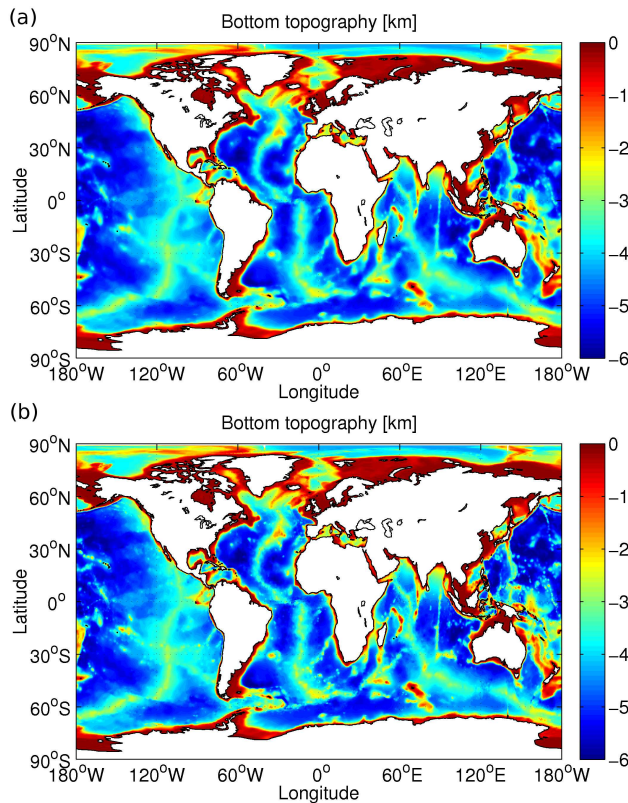 (a)
Bottom topography [km]
90°N
60°N
30°N
0°
30°S
60°S
90°S
Latitude
180°W 120°W 60°W 0° 60°E 120°E 180°W
Longitude
0
−1
−2
−3
−4
−5
−6
(b)
Bottom topography [km]
90°N
60°N
30°N
0°
30°S
60°S
90°S
Latitude
180°W 120°W 60°W 0° 60°E 120°E 180°W
Longitude
0
−1
−2
−3
−4
−5
−6